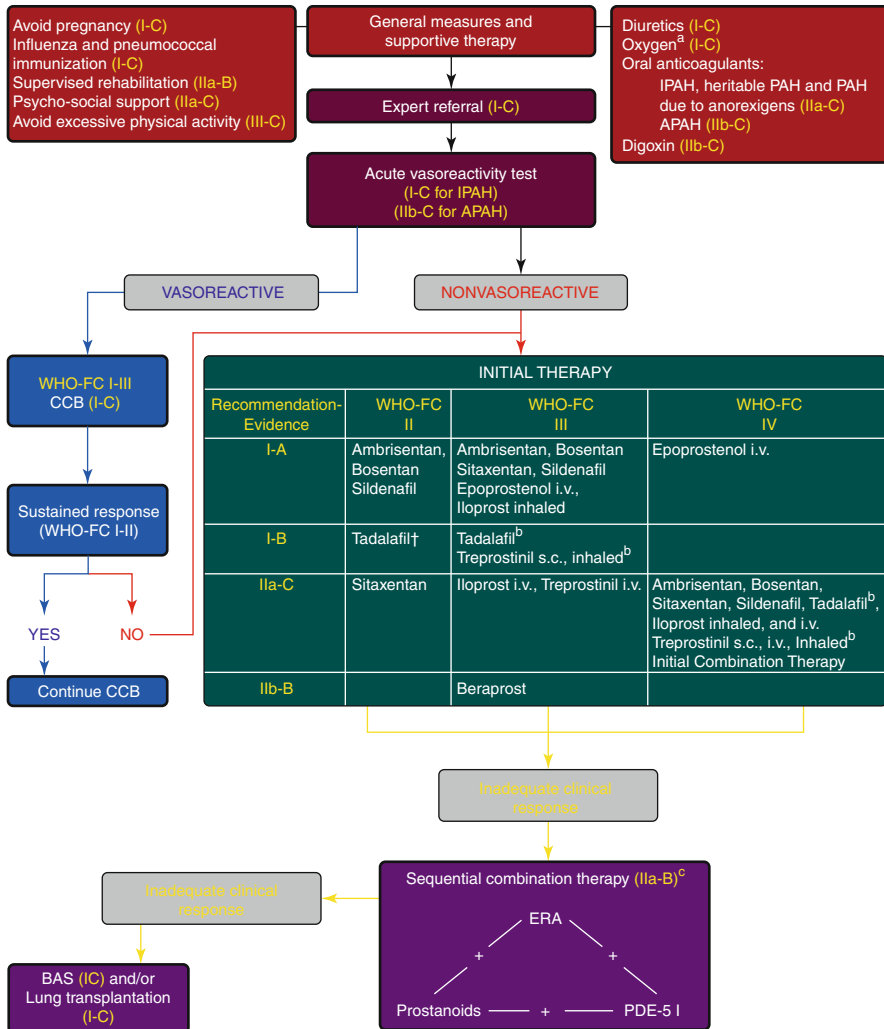 Avoid pregnancy (I-C)
Influenza and pneumococcal
immunization (I-C)
Supervised rehabilitation (IIa-B)
Psycho-social support (IIa-C)
Avoid excessive physical activity (III-C)
General measures and
supportive therapy
Diuretics (I-C)
Oxygenᵃ (I-C)
Oral anticoagulants:
IPAH, heritable PAH and PAH
due to anorexigens (IIa-C)
APAH (IIb-C)
Digoxin (IIb-C)
Expert referral (I-C)
Acute vasoreactivity test
(I-C for IPAH)
(IIb-C for APAH)
VASOREACTIVE
NONVASOREACTIVE
WHO-FC I-III
CCB (I-C)
Sustained response
(WHO-FC I-II)
YES
NO
Continue CCB
INITIAL THERAPY
Recommendation-
Evidence
WHO-FC
II
WHO-FC
III
WHO-FC
IV
I-A
Ambrisentan,
Bosentan
Sildenafil
Ambrisentan, Bosentan
Sitaxentan, Sildenafil
Epoprostenol i.v.,
Iloprost inhaled
Epoprostenol i.v.
I-B
Tadalafil†
Tadalafilᵇ
Treprostinil s.c., inhaledᵇ
IIa-C
Sitaxentan
Iloprost i.v., Treprostinil i.v.
Ambrisentan, Bosentan,
Sitaxentan, Sildenafil, Tadalafilᵇ,
Iloprost inhaled, and i.v.
Treprostinil s.c., i.v., Inhaledᵇ
Initial Combination Therapy
IIb-B
Beraprost
Inadequate clinical
response
Sequential combination therapy (IIa-B)ᶜ
ERA
+
+
Prostanoids
+
PDE-5 I
Inadequate clinical
response
BAS (IC) and/or
Lung transplantation
(I-C)